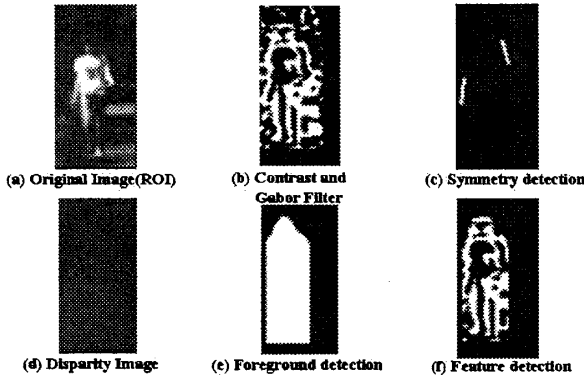 (a) Original Image(ROI)
(b) Contrast and
Gabor Filter
(c) Symmetry detection
(d) Disparity Image
(e) Foreground detection
(f) Feature detection